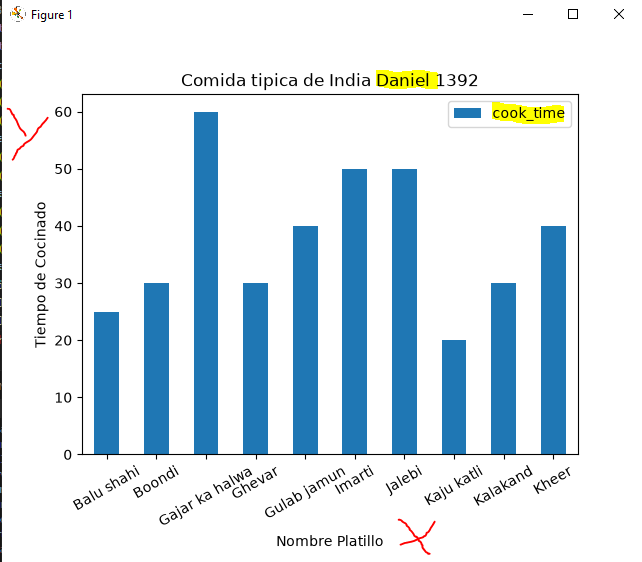 Figure 1
Comida tipica de India Daniel 1392
cook_time
Y
60
50
40
30
20
10
0
Tiempo de Cocinado
Balu shahi
Boondi
Gajar ka halwa
Ghevar
Gulab jamun
Imarti
Jalebi
Kaju katli
Kalakand
Kheer
Nombre Platillo X